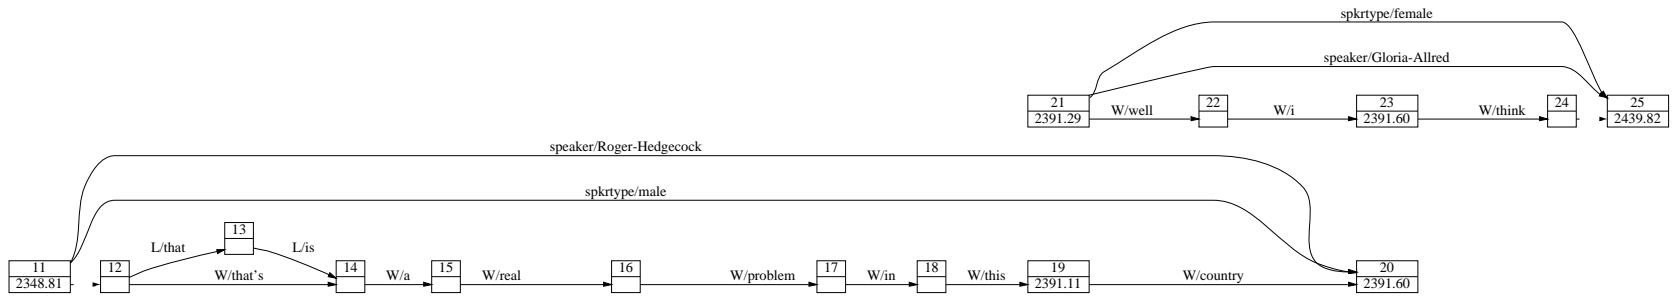 spkrtype/female
speaker/Gloria-Allred
21 22 23 24 25
W/well W/i W/think
2391.29 2391.60 2439.82
speaker/Roger-Hedgecock
spkrtype/male
13
L/that L/is
11 12 14 15 16 17 18 19 20
W/that's W/a W/real W/problem W/in W/this W/country
2348.81 2391.11 2391.60